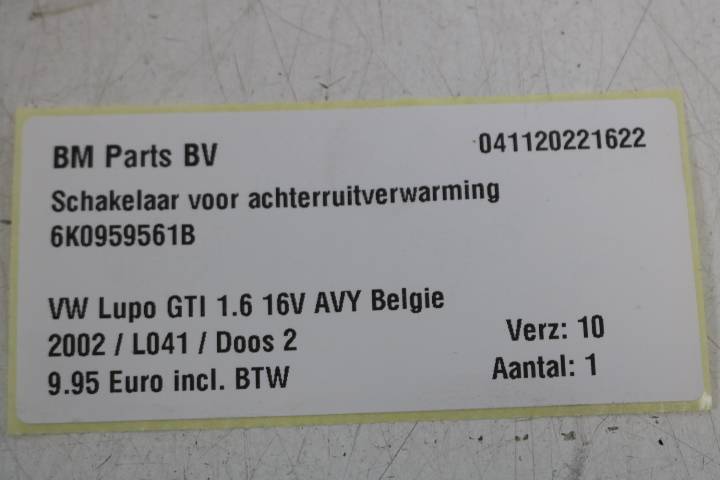 BM Parts BV 041120221622
Schakelaar voor achterruitverwarming
6K0959561B
VW Lupo GTI 1.6 16V AVY Belgie
2002 / L041 / Doos 2 Verz: 10
9.95 Euro incl. BTW Aantal: 1